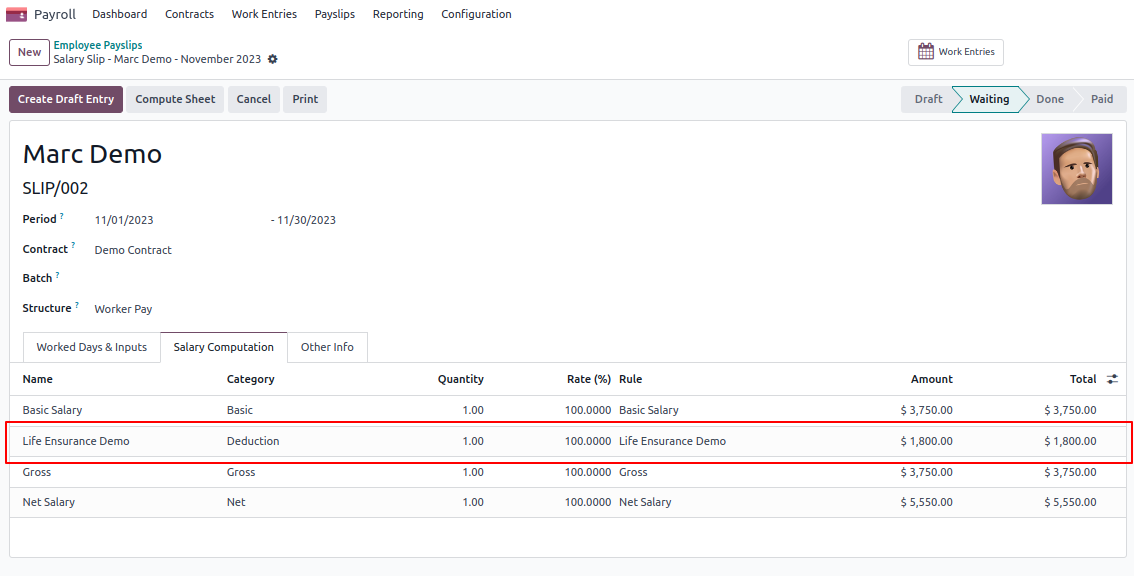 Payroll Dashboard Contracts Work Entries Payslips Reporting Configuration
New Employee Payslips Work Entries
Salary Slip - Marc Demo - November 2023
Create Draft Entry Compute Sheet Cancel Print Draft Waiting Done Paid
Marc Demo
SLIP/002
Period ? 11/01/2023 - 11/30/2023
Contract ? Demo Contract
Batch ?
Structure ? Worker Pay
Worked Days & Inputs Salary Computation Other Info
Name Category Quantity Rate (%) Rule Amount Total
Basic Salary Basic 1.00 100.0000 Basic Salary $ 3,750.00 $ 3,750.00
Life Ensurance Demo Deduction 1.00 100.0000 Life Ensurance Demo $ 1,800.00 $ 1,800.00
Gross Gross 1.00 100.0000 Gross $ 3,750.00 $ 3,750.00
Net Salary Net 1.00 100.0000 Net Salary $ 5,550.00 $ 5,550.00